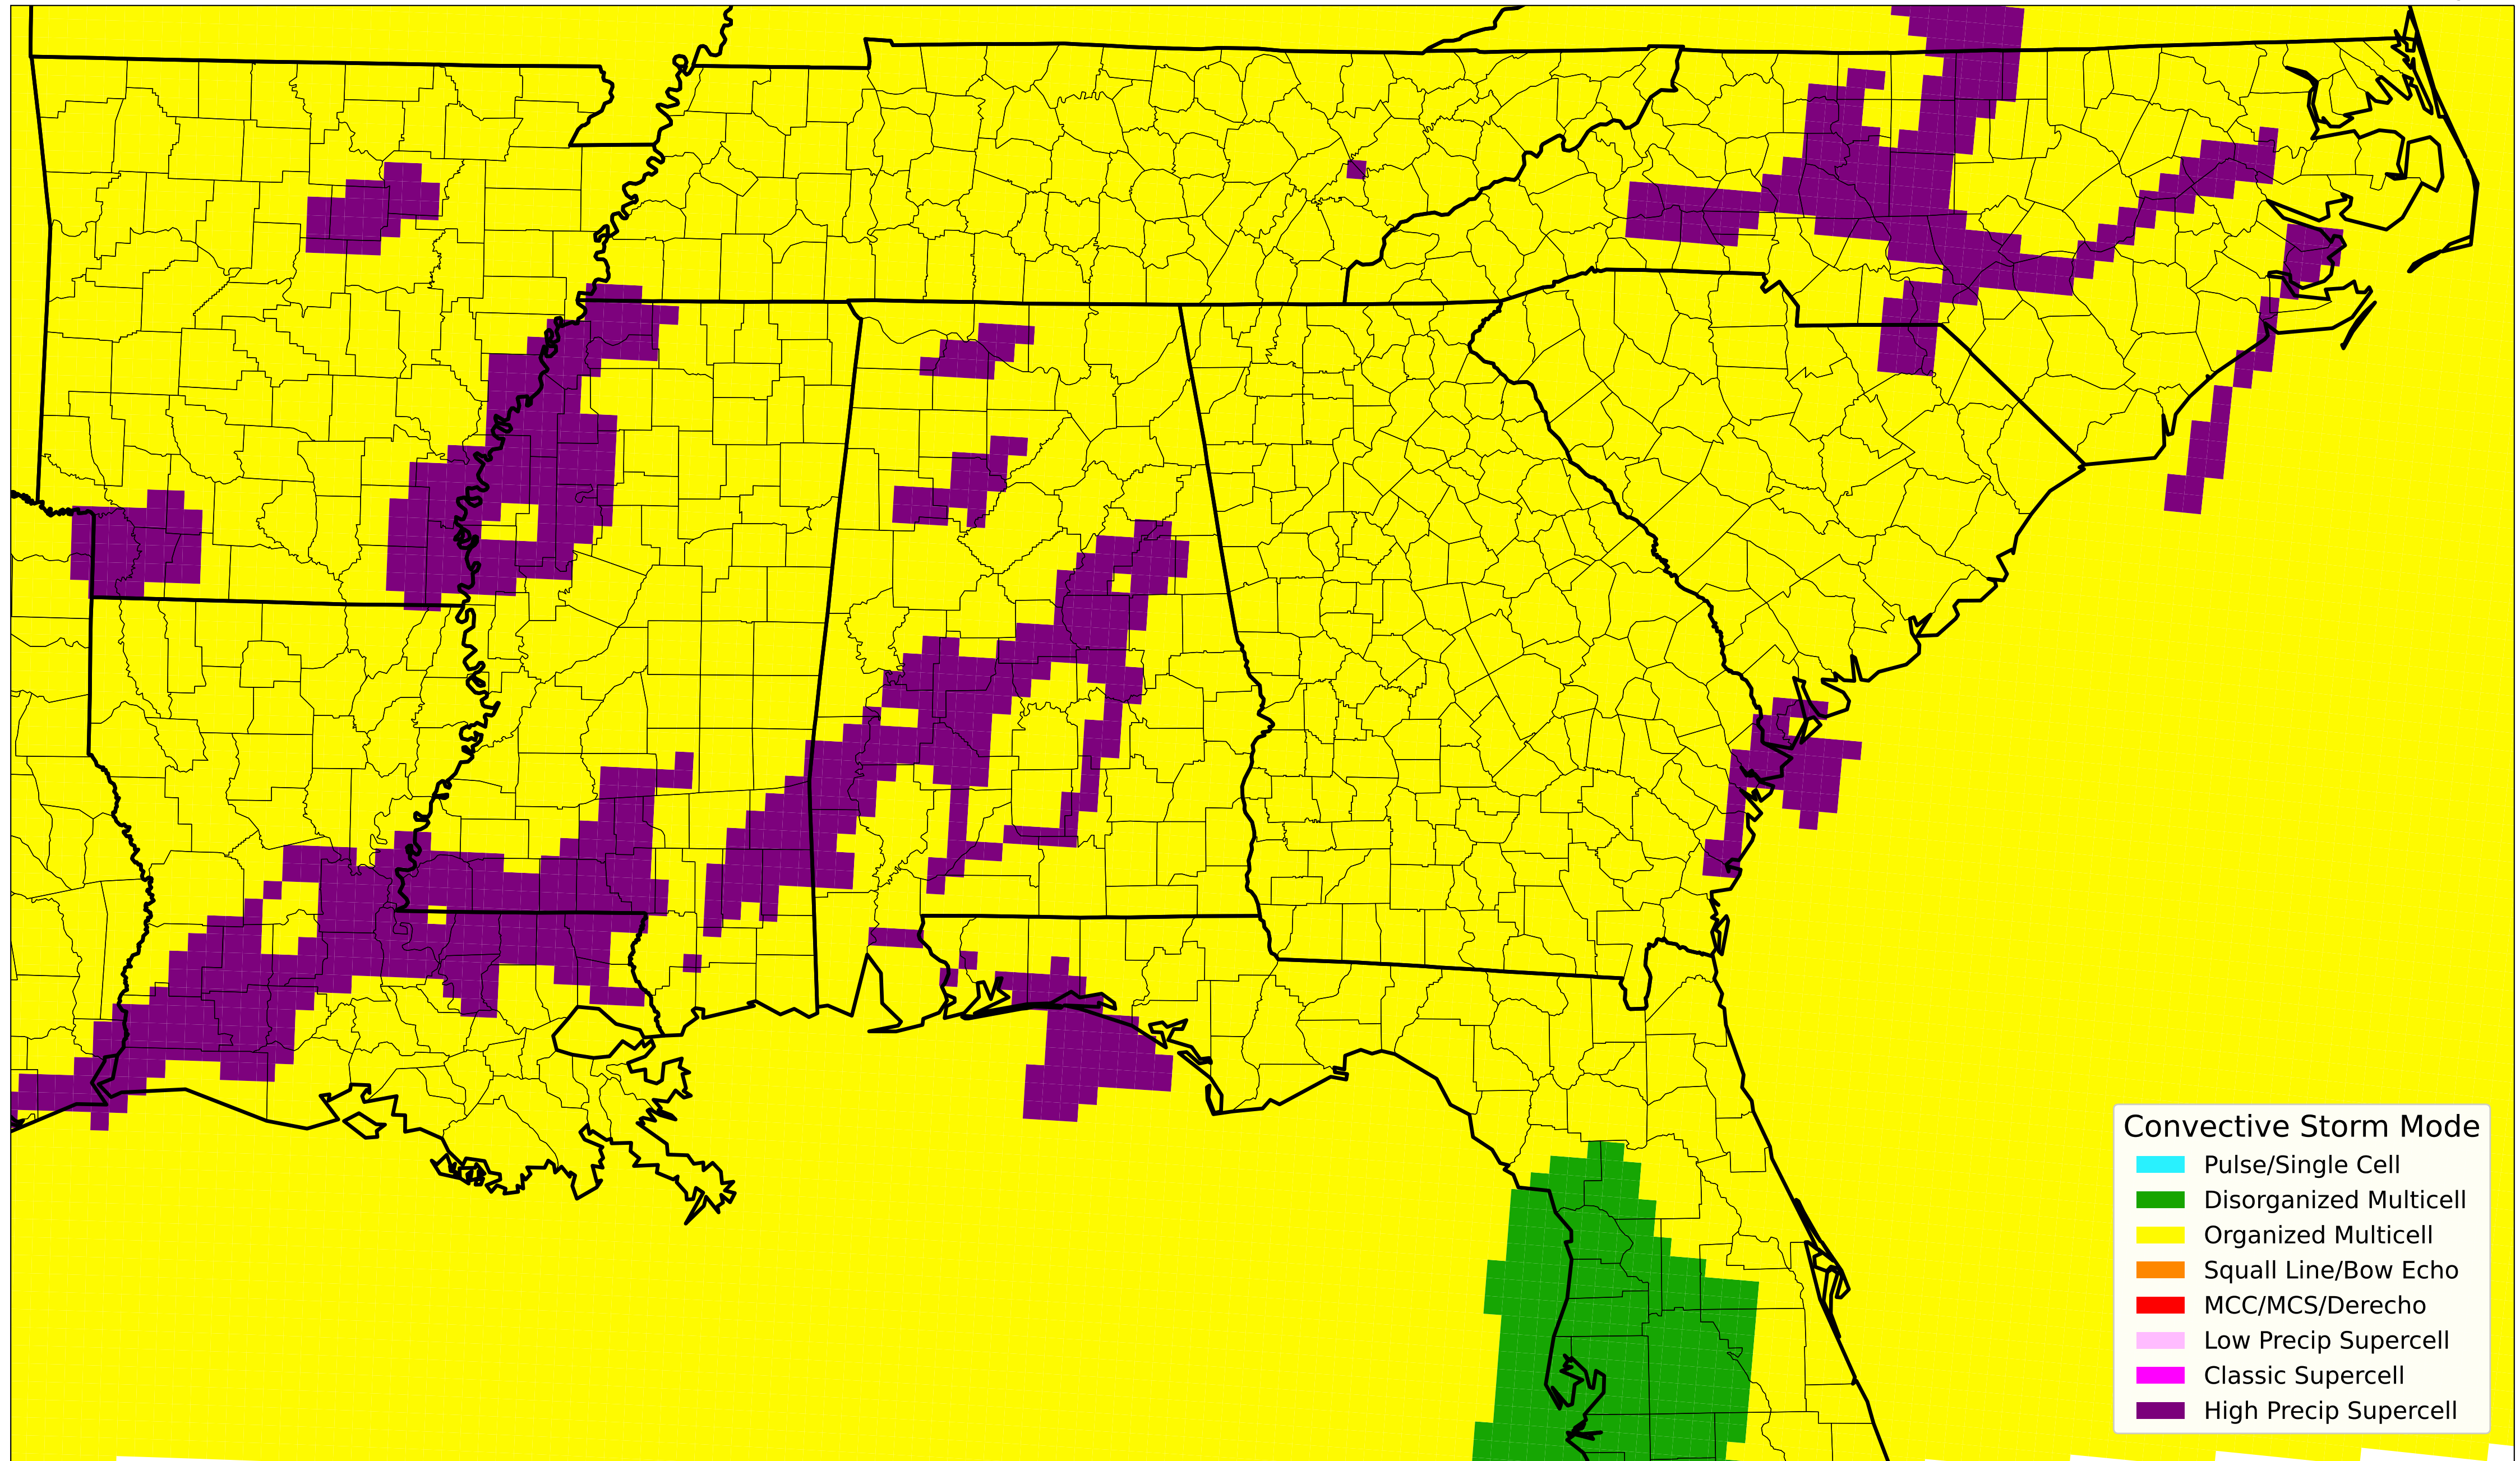 Convective Storm Mode
Pulse/Single Cell
Disorganized Multicell
Organized Multicell
Squall Line/Bow Echo
MCC/MCS/Derecho
Low Precip Supercell
Classic Supercell
High Precip Supercell